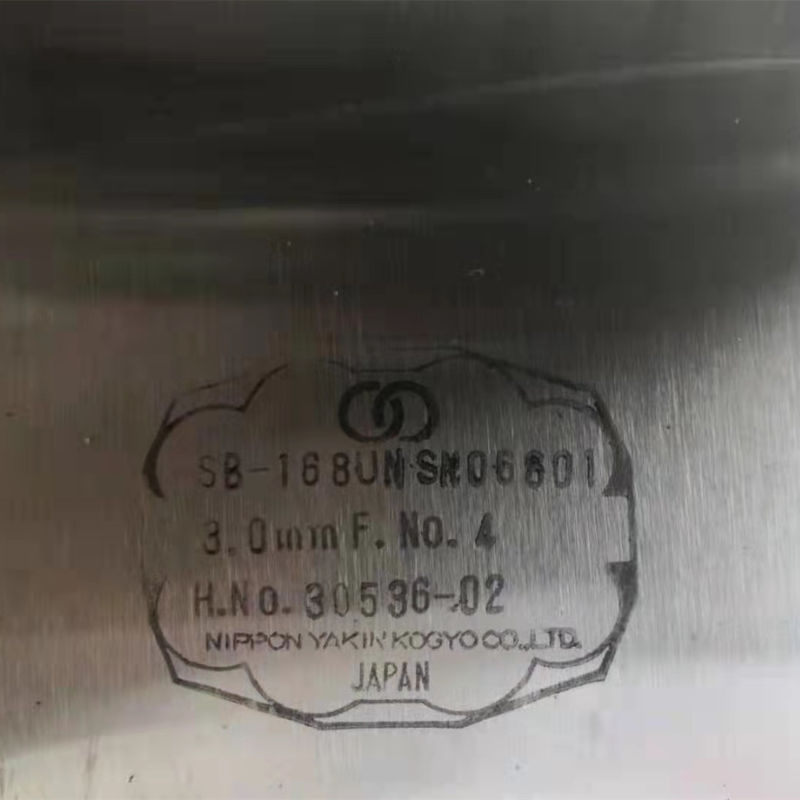 SB-168UNSN06601
3.0mm F. No. 4
H.No. 30536-02
NIPPON YAKIN KOGYO CO.,LTD.
JAPAN